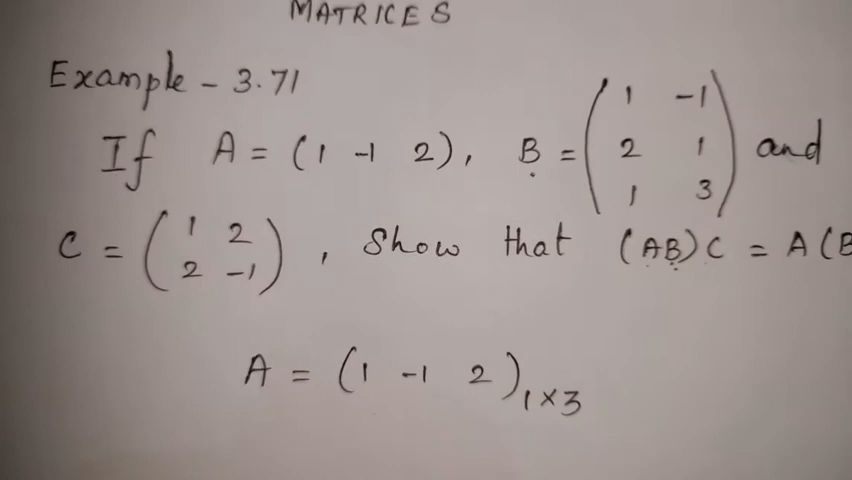 MATRICES
Example - 3.71
If A = (1 -1 2), B = (1 -1 and
2 1
1 3)
C = (1 2
2 -1), Show that (AB)C = A(B
A = (1 -1 2)1×3